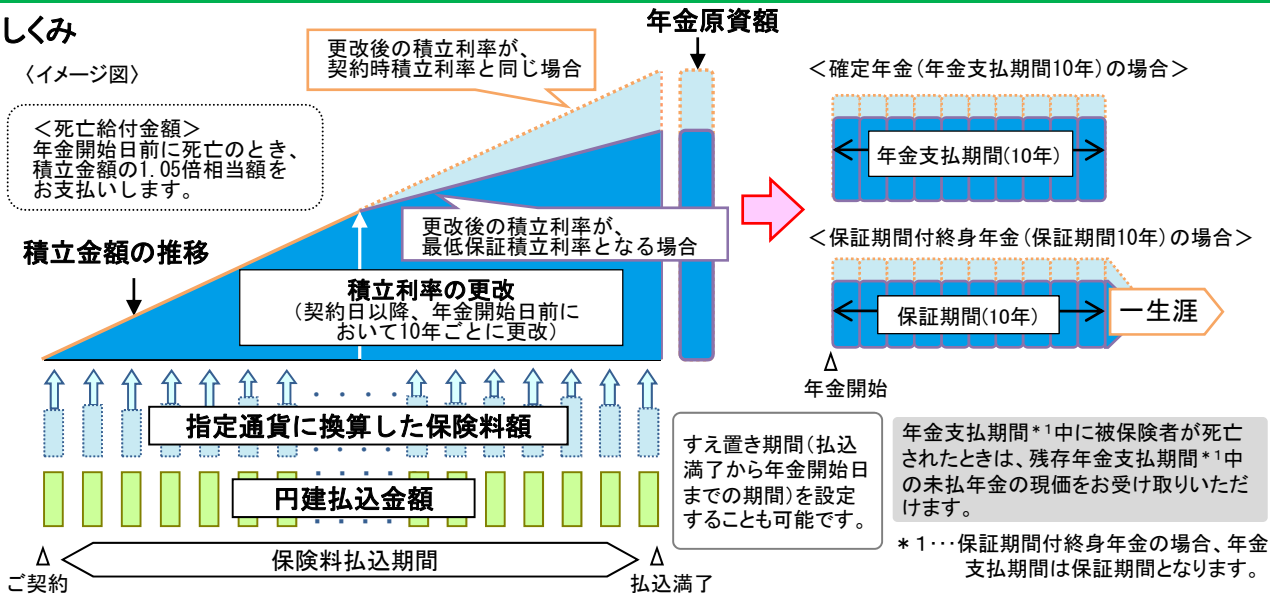 しくみ
〈イメージ図〉
＜死亡給付金額＞
年金開始日前に死亡のとき、
積立金額の1.05倍相当額を
お支払いします。
更改後の積立利率が、
契約時積立利率と同じ場合
年金原資額
積立金額の推移
更改後の積立利率が、
最低保証積立利率となる場合
積立利率の更改
(契約日以降、年金開始日前に
おいて10年ごとに更改)
＜確定年金(年金支払期間10年)の場合＞
年金支払期間(10年)
＜保証期間付終身年金(保証期間10年)の場合＞
保証期間(10年)
一生涯
年金開始
指定通貨に換算した保険料額
円建払込金額
保険料払込期間
ご契約
払込満了
すえ置き期間(払込
満了から年金開始日
までの期間)を設定
することも可能です。
年金支払期間*1中に被保険者が死亡
されたときは、残存年金支払期間*1中
の未払年金の現価をお受け取りいただ
けます。
*1･･･保証期間付終身年金の場合、年金
支払期間は保証期間となります。